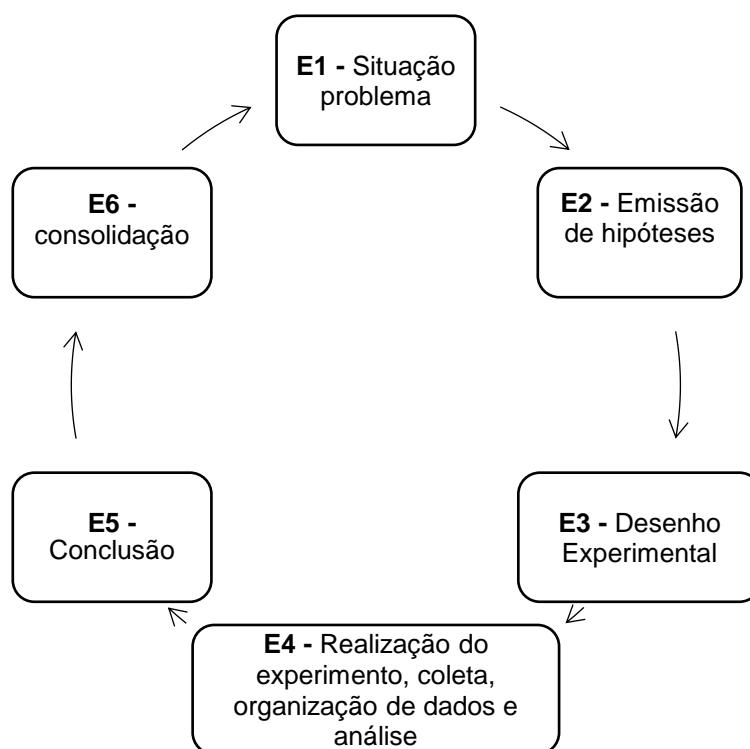 E1 - Situação
problema
E2 - Emissão
de hipóteses
E3 - Desenho
Experimental
E4 - Realização do
experimento, coleta,
organização de dados e
análise
E5 -
Conclusão
E6 -
consolidação